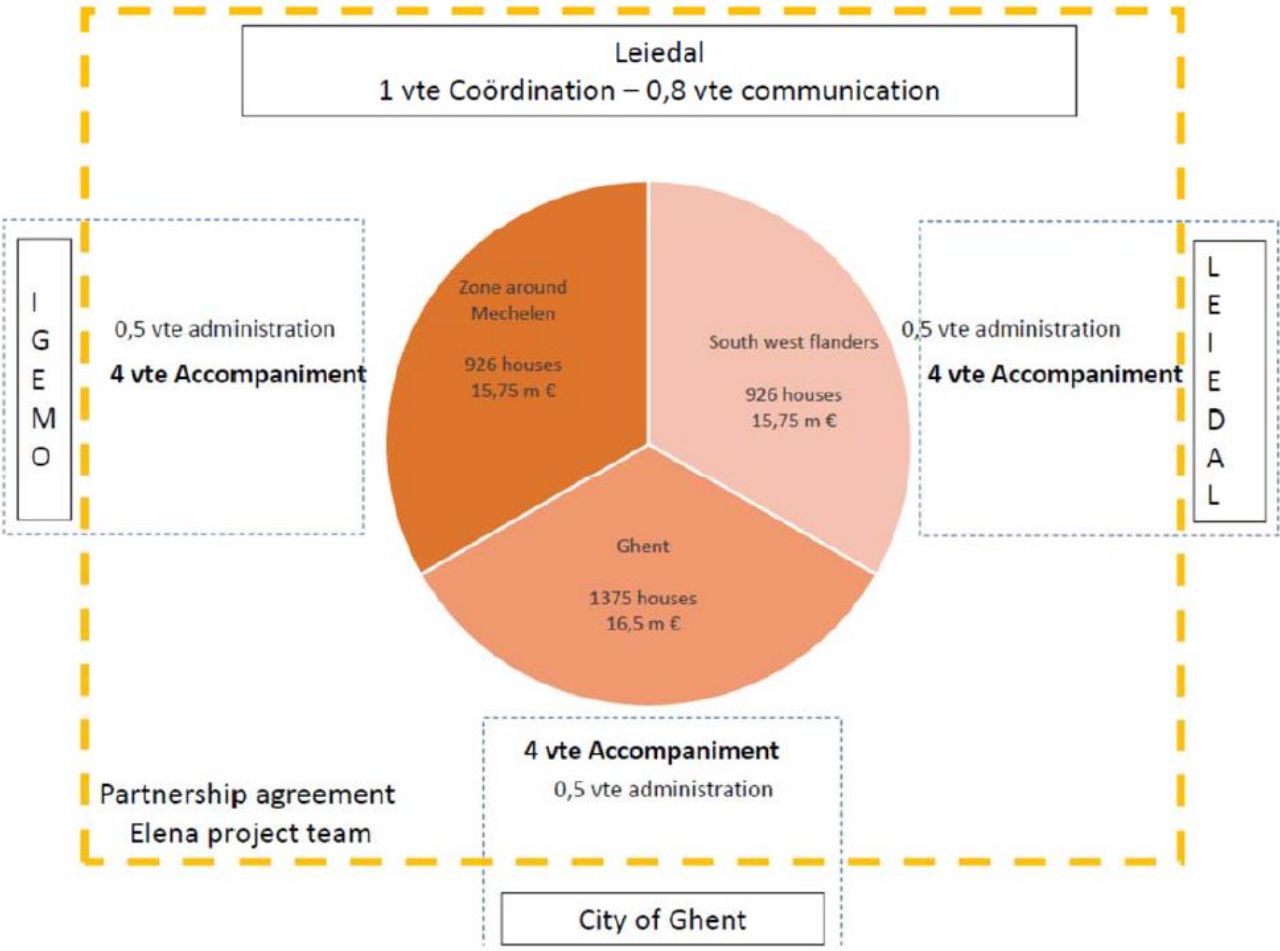 Leiedal
1 vte Coördination – 0,8 vte communication
IGEMO
0,5 vte administration
4 vte Accompaniment
Zone around
Mechelen
926 houses
15,75 m €
South west flanders
926 houses
15,75 m €
0,5 vte administration
4 vte Accompaniment
LEIEDAL
Ghent
1375 houses
16,5 m €
4 vte Accompaniment
0,5 vte administration
Partnership agreement
Elena project team
City of Ghent